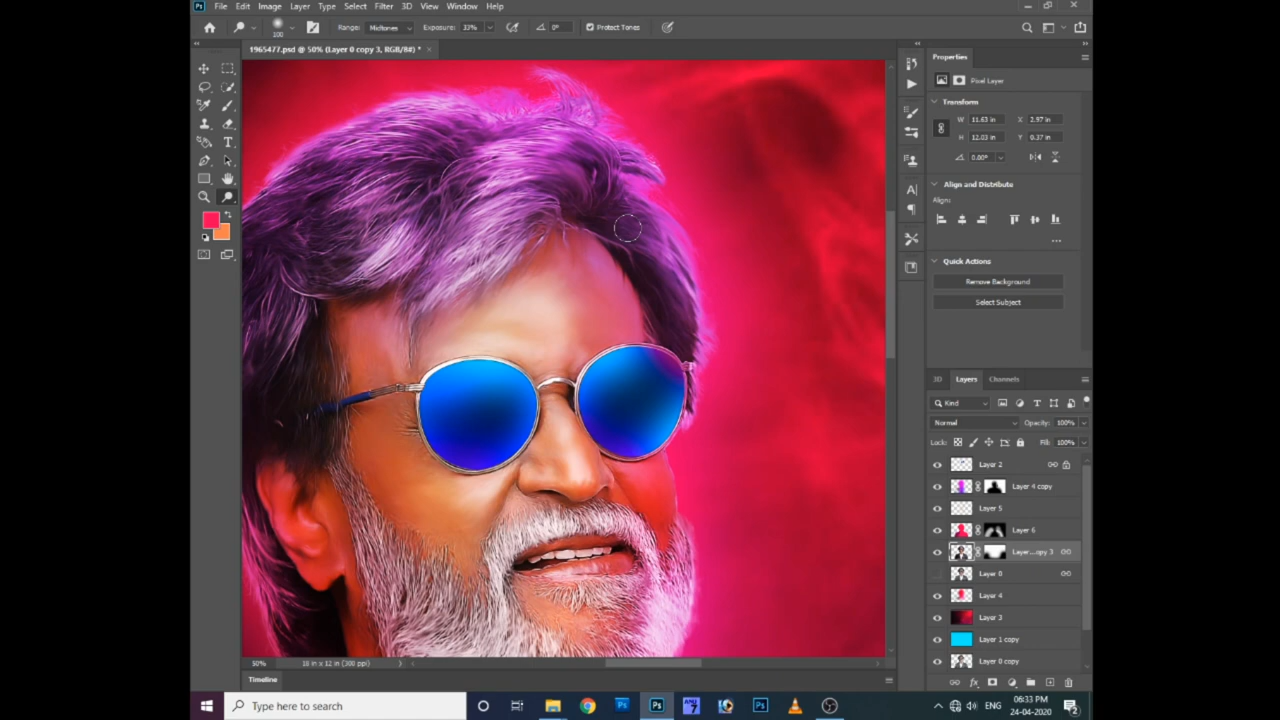 Ps File Edit Image Layer Type Select Filter 3D View Window Help
100 Range: Midtones Exposure: 33% 0° Protect Tones
1965477.psd @ 50% (Layer 0 copy 3, RGB/8#) * ×
Properties
Pixel Layer
Transform
W 11.63 in X 2.97 in
H 12.03 in Y 0.37 in
0.00°
Align and Distribute
Align:
Quick Actions
Remove Background
Select Subject
3D Layers Channels
Kind
Normal Opacity: 100%
Lock: Fill: 100%
Layer 2
Layer 4 copy
Layer 5
Layer 6
Layer...opy 3
Layer 0
Layer 4
Layer 3
Layer 1 copy
Layer 0 copy
50% 18 in x 12 in (300 ppi)
Timeline
Type here to search
ENG
06:33 PM
24-04-2020
2